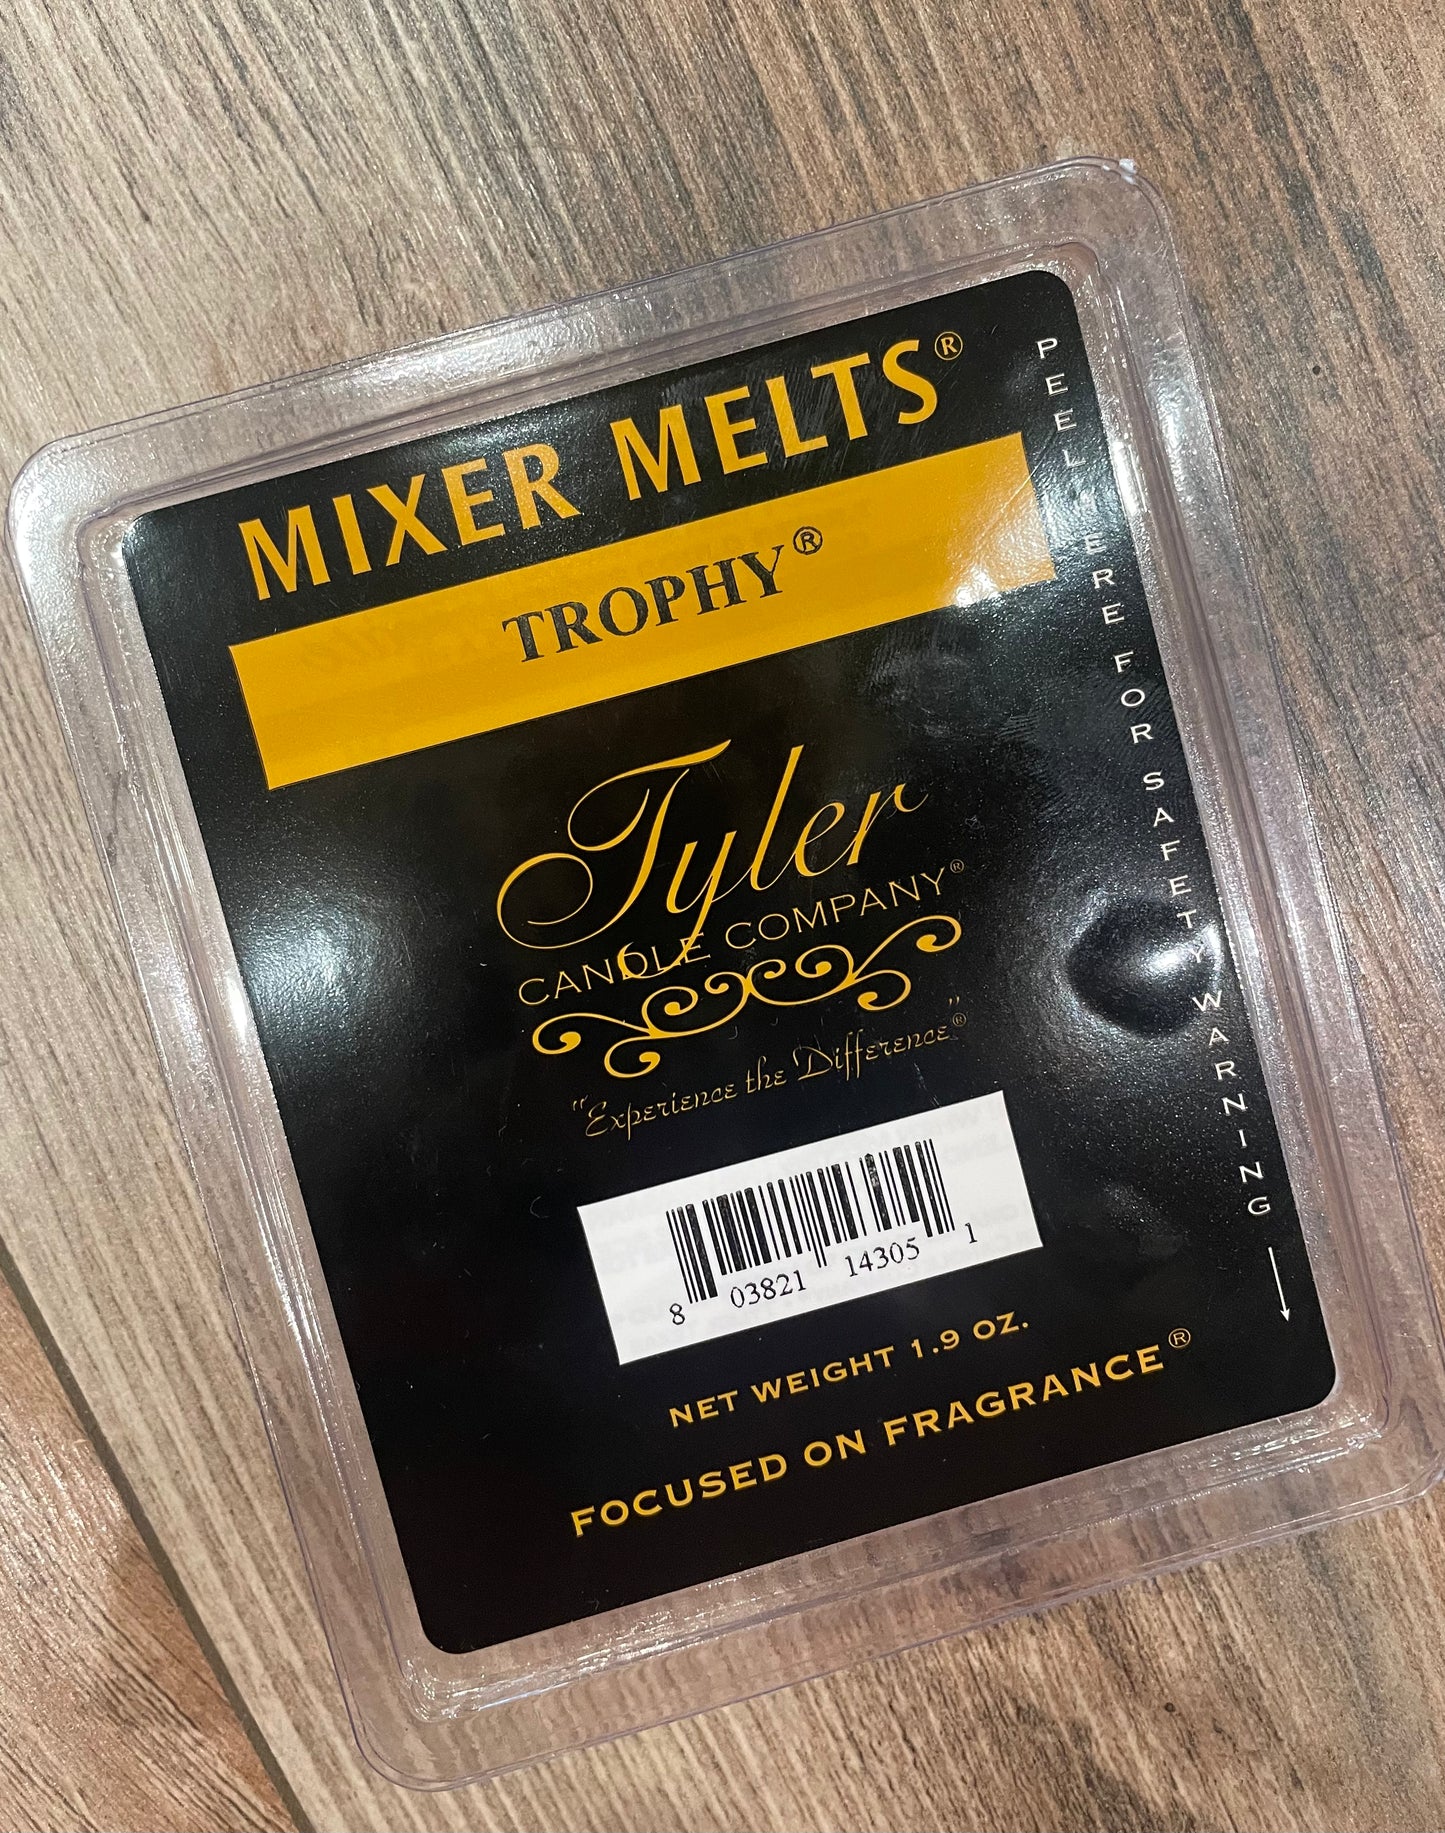 MIXER MELTS®
TROPHY®
Tyler
CANDLE COMPANY®
"Experience the Difference"®
8 03821 14305 1
NET WEIGHT 1.9 OZ.
FOCUSED ON FRAGRANCE®
PEEL HERE FOR SAFETY WARNING